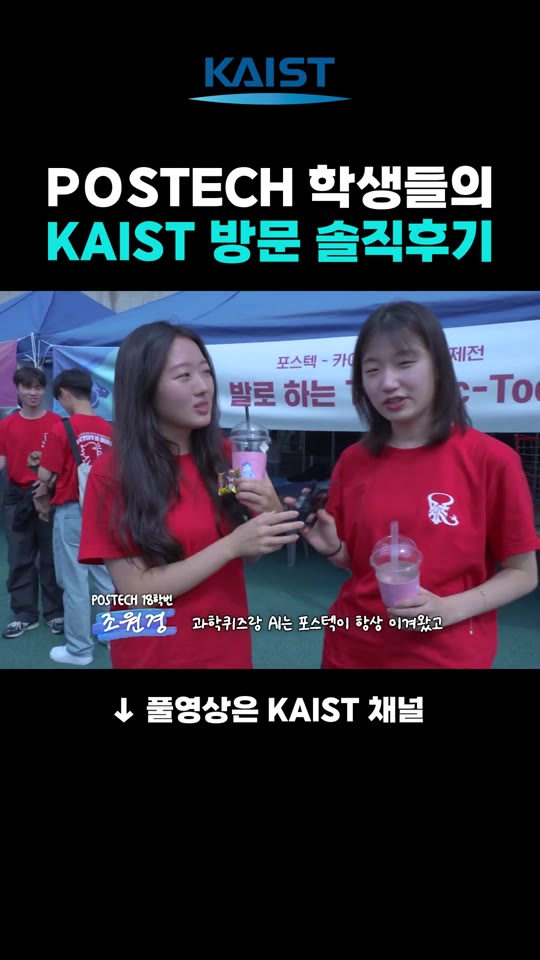 KAIST
POSTECH 학생들의
KAIST 방문 솔직후기
포스텍 - 카이 제전
발로 하는 T c-Toe
POSTECH 18학번
조원경
과학퀴즈랑 AI는 포스텍이 항상 이겨왔고
↓ 풀영상은 KAIST 채널